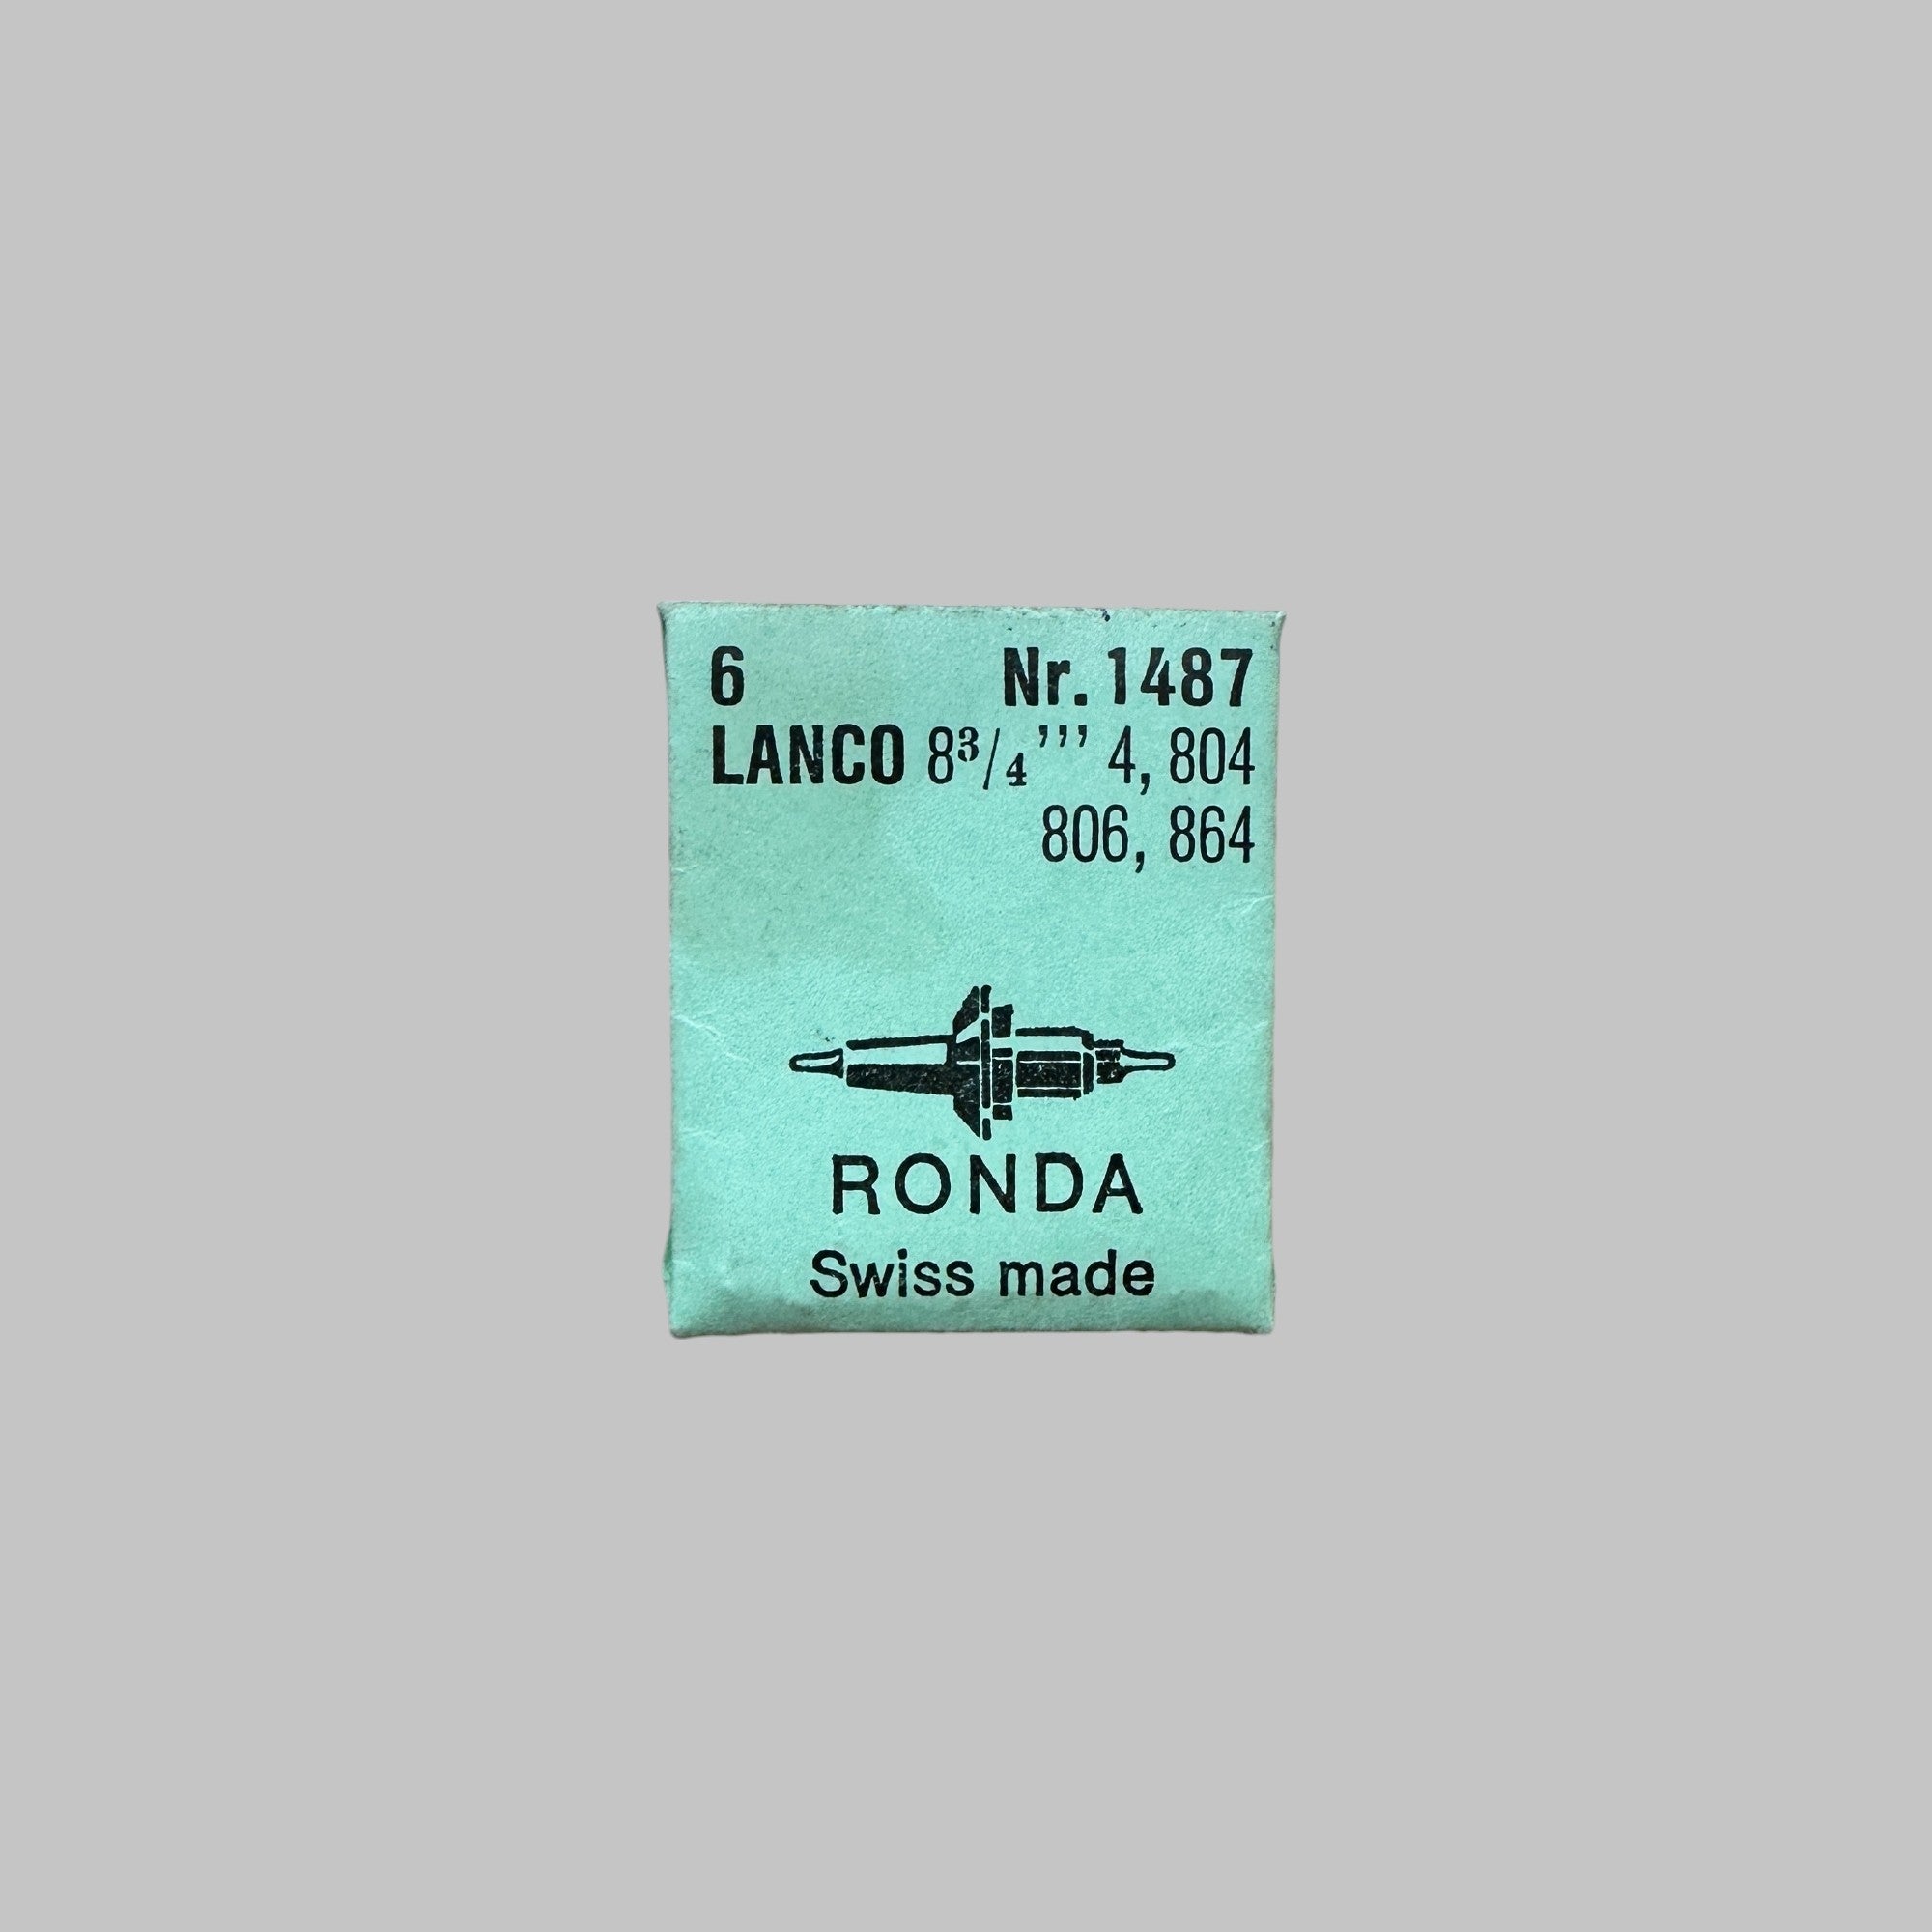 6 Nr. 1487
LANCO 8³/₄’’’ 4, 804
806, 864
RONDA
Swiss made